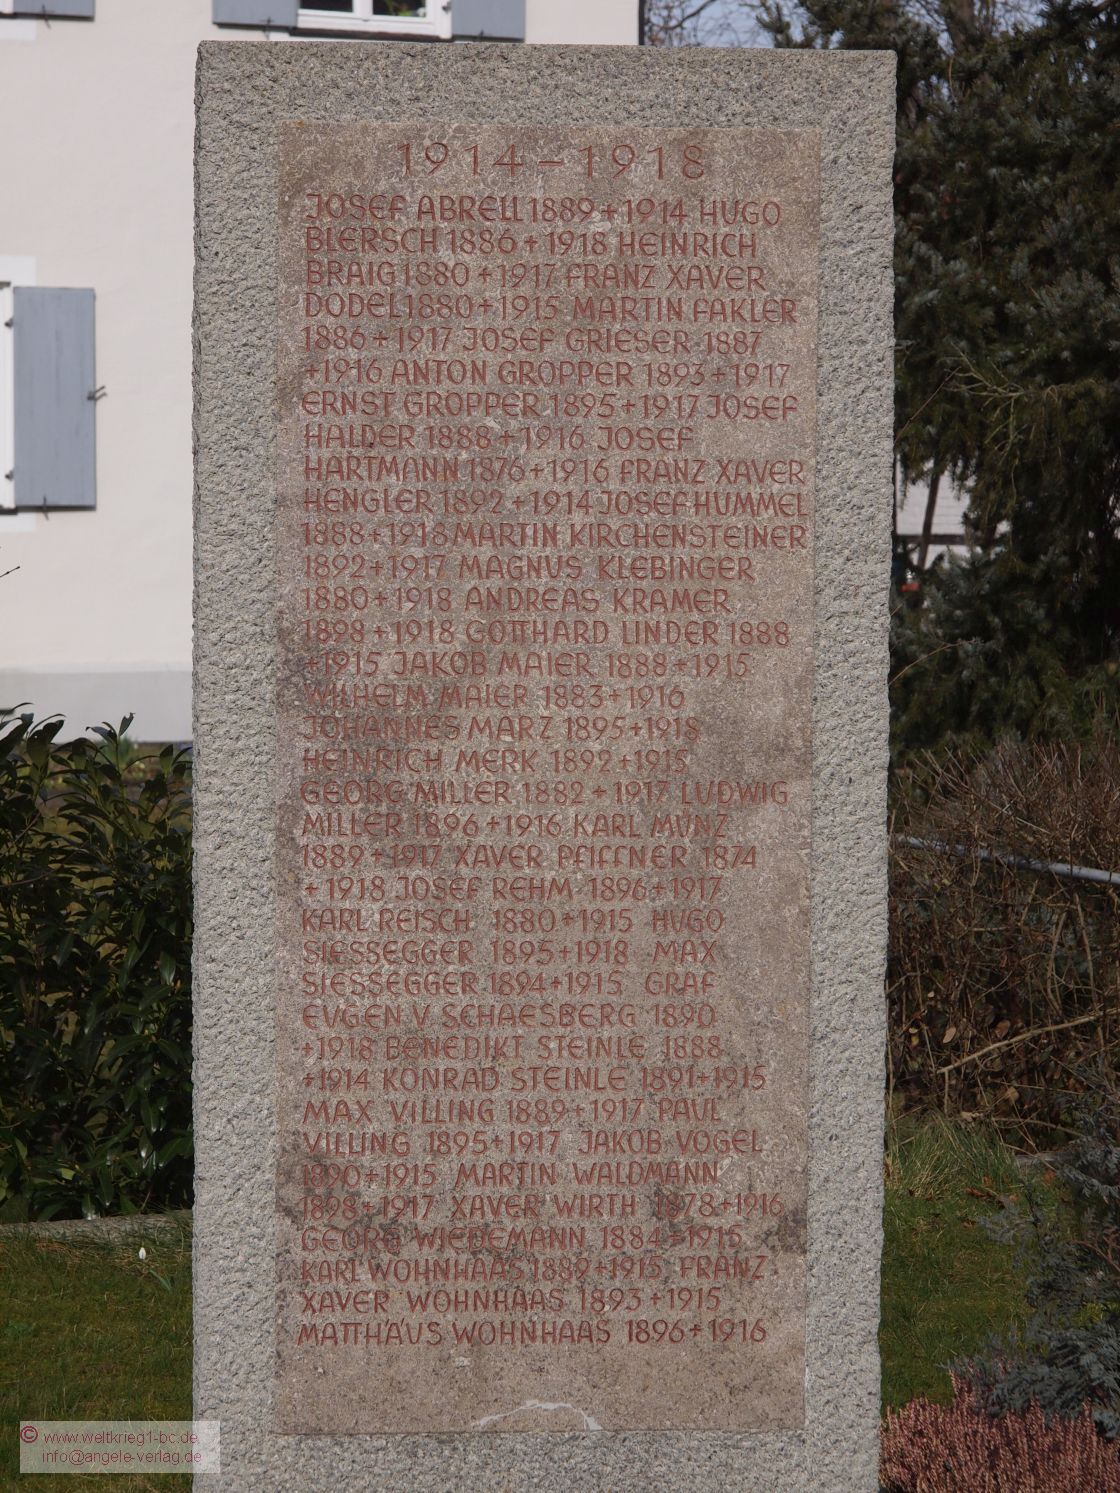 1914-1918
JOSEF ABRELL 1889+1914 HUGO
BLERSCH 1886+1918 HEINRICH
BRAIG 1880+1917 FRANZ XAVER
DODEL 1880+1915 MARTIN FAKLER
1886+1917 JOSEF GRIESER 1887
+1916 ANTON GROPPER 1893+1917
ERNST GROPPER 1895+1917 JOSEF
HALDER 1888+1916 JOSEF
HARTMANN 1876+1916 FRANZ XAVER
HENGLER 1892+1914 JOSEF HUMMEL
1888+1918 MARTIN KIRCHENSTEINER
1892+1917 MAGNUS KLEBINGER
1880+1918 ANDREAS KRAMER
1898+1918 GOTTHARD LINDER 1888
+1915 JAKOB MAIER 1888+1915
WILHELM MAIER 1883+1916
JOHANNES MARZ 1895+1918
HEINRICH MERK 1892+1915
GEORG MILLER 1882+1917 LUDWIG
MILLER 1896+1916 KARL MUNZ
1889+1917 XAVER PFIFFNER 1874
+1918 JOSEF REHM 1896+1917
KARL REISCH 1880+1915 HUGO
SIESSEGGER 1895+1918 MAX
SIESSEGGER 1894+1915 GRAF
EVGEN V. SCHAESBERG 1890
+1918 BENEDIKT STEINLE 1888
+1914 KONRAD STEINLE 1891+1915
MAX VILLING 1889+1917 PAUL
VILLING 1895+1917 JAKOB VOGEL
1890+1915 MARTIN WALDMANN
1898+1917 XAVER WIRTH 1878+1916
GEORG WIEDEMANN 1884+1915
KARL WOHNHAAS 1889+1915 FRANZ
XAVER WOHNHAAS 1893+1915
MATTHÄUS WOHNHAAS 1896+1916
© www.weltkrieg1-bc.de
info@angele-verlag.de